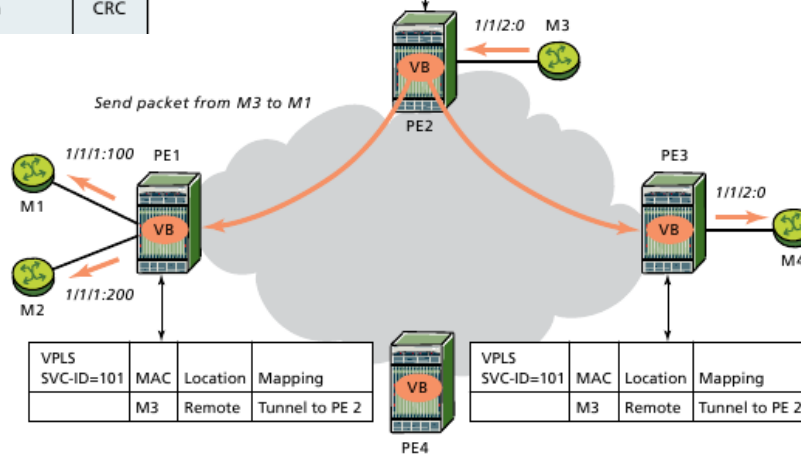 CRC
1/1/2:0
M3
VB
PE2
Send packet from M3 to M1
1/1/1:100
PE1
M1
VB
M2
1/1/1:200
PE3
1/1/2:0
VB
M4
VPLS
SVC-ID=101 MAC Location Mapping
M3 Remote Tunnel to PE 2
VB
PE4
VPLS
SVC-ID=101 MAC Location Mapping
M3 Remote Tunnel to PE 2